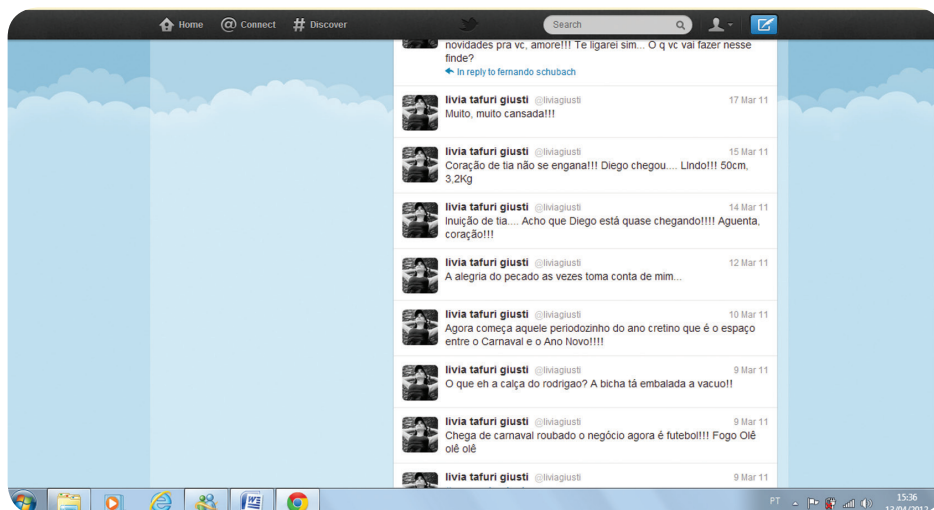 Home @ Connect # Discover Search
novidades pra vc, amore!!! Te ligarei sim... O q vc vai fazer nesse
finde?
In reply to fernando schubach
livia tafuri giusti @liviagiusti 17 Mar 11
Muito, muito cansada!!!
livia tafuri giusti @liviagiusti 15 Mar 11
Coração de tia não se engana!!! Diego chegou.... LIndo!!! 50cm,
3,2Kg
livia tafuri giusti @liviagiusti 14 Mar 11
Inuição de tia.... Acho que Diego está quase chegando!!!! Aguenta,
coração!!!
livia tafuri giusti @liviagiusti 12 Mar 11
A alegria do pecado as vezes toma conta de mim...
livia tafuri giusti @liviagiusti 10 Mar 11
Agora começa aquele periodozinho do ano cretino que é o espaço
entre o Carnaval e o Ano Novo!!!!
livia tafuri giusti @liviagiusti 9 Mar 11
O que eh a calça do rodrigao? A bicha tá embalada a vacuo!!
livia tafuri giusti @liviagiusti 9 Mar 11
Chega de carnaval roubado o negócio agora é futebol!!! Fogo Olê
olê olê
livia tafuri giusti @liviagiusti 9 Mar 11
PT 15:36